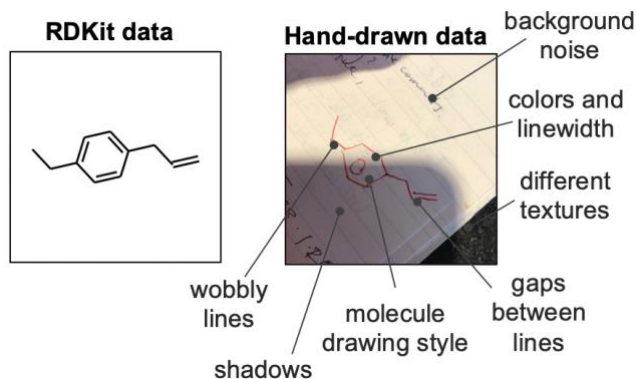 RDKit data
Hand-drawn data
background
noise
colors and
linewidth
different
textures
gaps
between
lines
wobbly
lines
molecule
drawing style
shadows